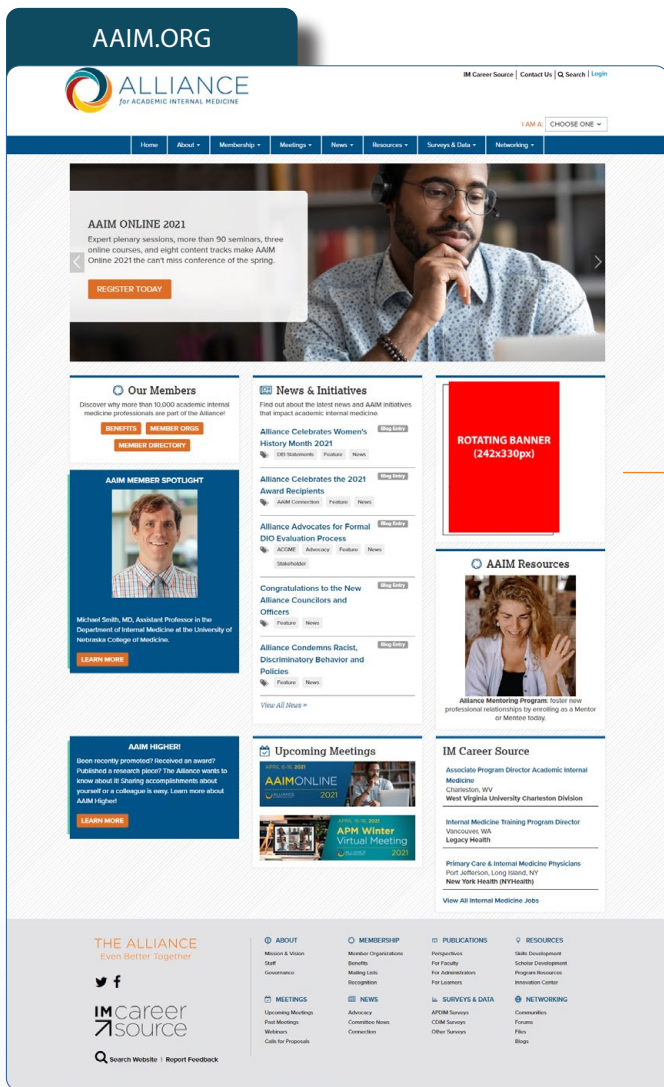 AAIM.ORG
ALLIANCE
for ACADEMIC INTERNAL MEDICINE
IM Career Source | Contact Us | Search | Login
I AM A: CHOOSE ONE
Home About Membership Meetings News Resources Surveys & Data Networking
AAIM ONLINE 2021
Expert plenary sessions, more than 90 seminars, three
online courses, and eight content tracks make AAIM
Online 2021 the can't miss conference of the spring.
REGISTER TODAY
Our Members
Discover why more than 10,000 academic internal
medicine professionals are part of the Alliance!
BENEFITS MEMBER ORGS
MEMBER DIRECTORY
AAIM MEMBER SPOTLIGHT
Michael Smith, MD, Assistant Professor in the
Department of Internal Medicine at the University of
Nebraska College of Medicine.
LEARN MORE
AAIM HIGHER!
Been recently promoted? Received an award?
Published a research piece? The Alliance wants to
know about it! Sharing accomplishments about
yourself or a colleague is easy. Learn more about
AAIM Higher!
LEARN MORE
News & Initiatives
Find out about the latest news and AAIM initiatives
that impact academic internal medicine.
Alliance Celebrates Women's Blog Entry
History Month 2021
DEI Statements Feature News
Alliance Celebrates the 2021 Blog Entry
Award Recipients
AAIM Connection Feature News
Alliance Advocates for Formal Blog Entry
DIO Evaluation Process
ACGME Advocacy Feature News
Stakeholder
Congratulations to the New Blog Entry
Alliance Councilors and
Officers
Feature News
Alliance Condemns Racist, Blog Entry
Discriminatory Behavior and
Policies
Feature News
View All News »
Upcoming Meetings
APRIL 6-16, 2021
AAIMONLINE
ALLIANCE 2021
APRIL 15-16, 2021
APM Winter
Virtual Meeting
ALLIANCE 2021
ROTATING BANNER
(242x330px)
AAIM Resources
Alliance Mentoring Program: foster new
professional relationships by enrolling as a Mentor
or Mentee today.
IM Career Source
Associate Program Director Academic Internal
Medicine
Charleston, WV
West Virginia University Charleston Division
Internal Medicine Training Program Director
Vancouver, WA
Legacy Health
Primary Care & Internal Medicine Physicians
Port Jefferson, Long Island, NY
New York Health (NYHealth)
View All Internal Medicine Jobs
THE ALLIANCE
Even Better Together
IM career
source
Search Website | Report Feedback
ABOUT
Mission & Vision
Staff
Governance
MEMBERSHIP
Member Organizations
Benefits
Mailing Lists
Recognition
PUBLICATIONS
Perspectives
For Faculty
For Administrators
For Learners
RESOURCES
Skills Development
Scholar Development
Program Resources
Innovation Center
MEETINGS
Upcoming Meetings
Past Meetings
Webinars
Calls for Proposals
NEWS
Advocacy
Committee News
Connection
SURVEYS & DATA
APDIM Surveys
CDIM Surveys
Other Surveys
NETWORKING
Communities
Forums
Files
Blogs